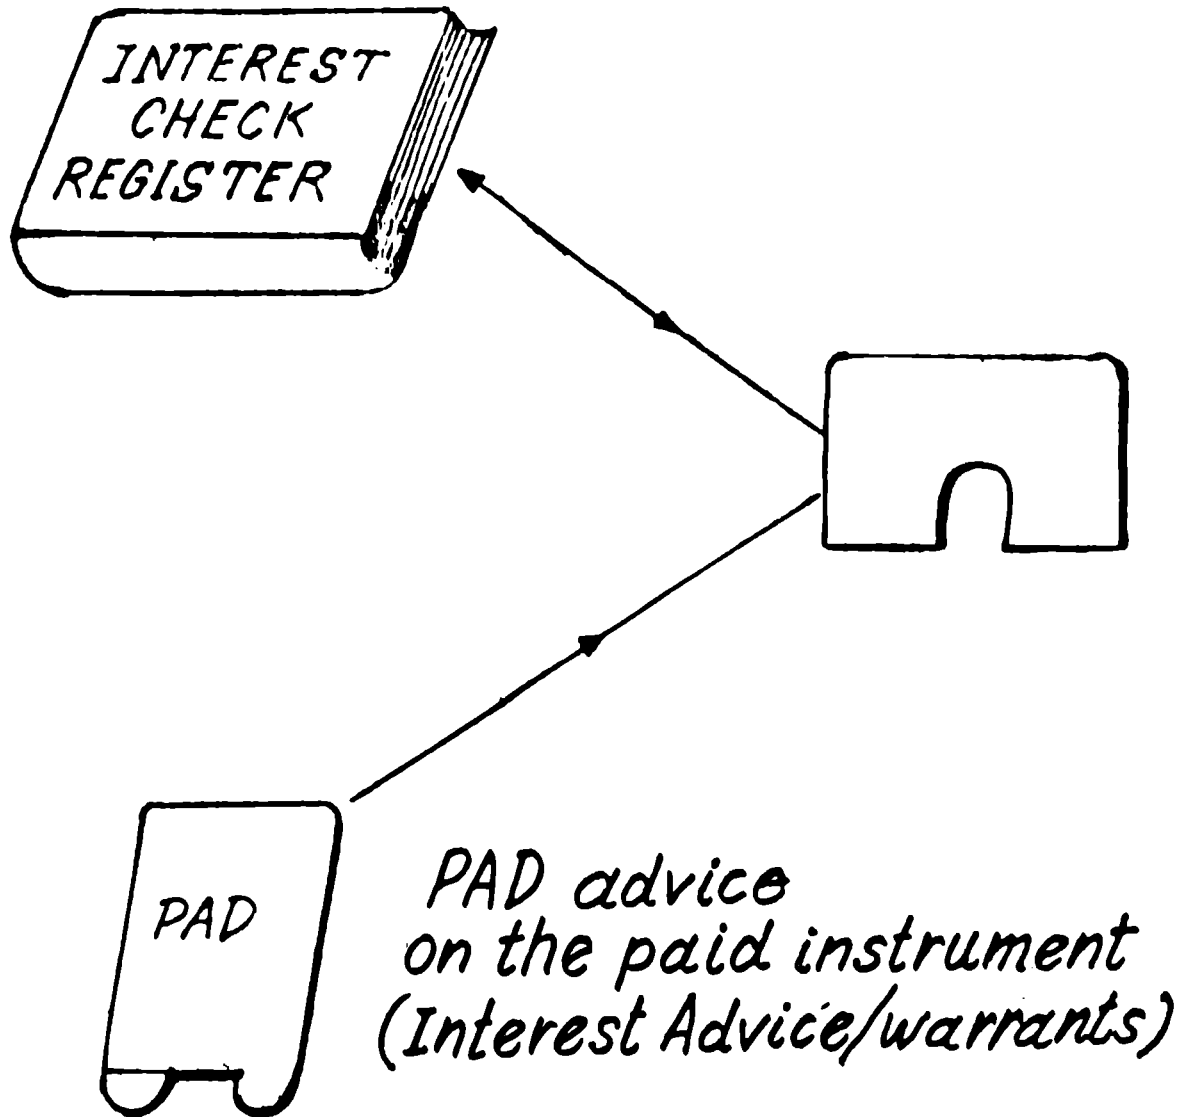 INTEREST
CHECK
REGISTER
PAD
PAD advice
on the paid instrument
(Interest Advice/warrants)